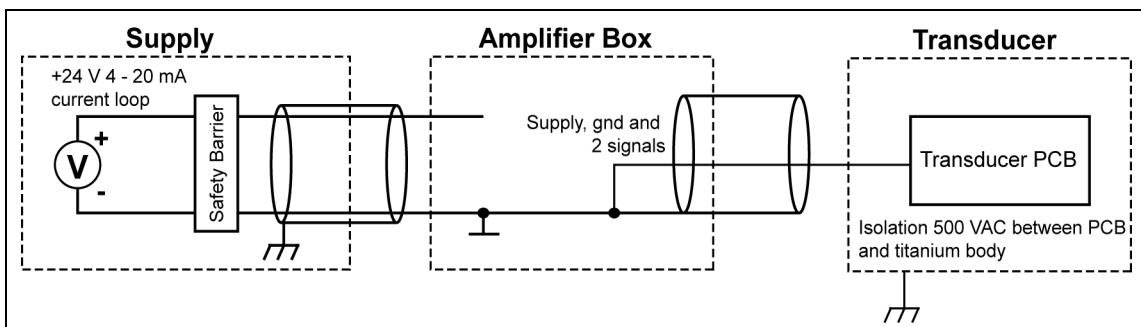 Supply
Amplifier Box
Transducer
+24 V 4 - 20 mA
current loop
Safety Barrier
+
V
-
Supply, gnd and
2 signals
Transducer PCB
Isolation 500 VAC between PCB
and titanium body